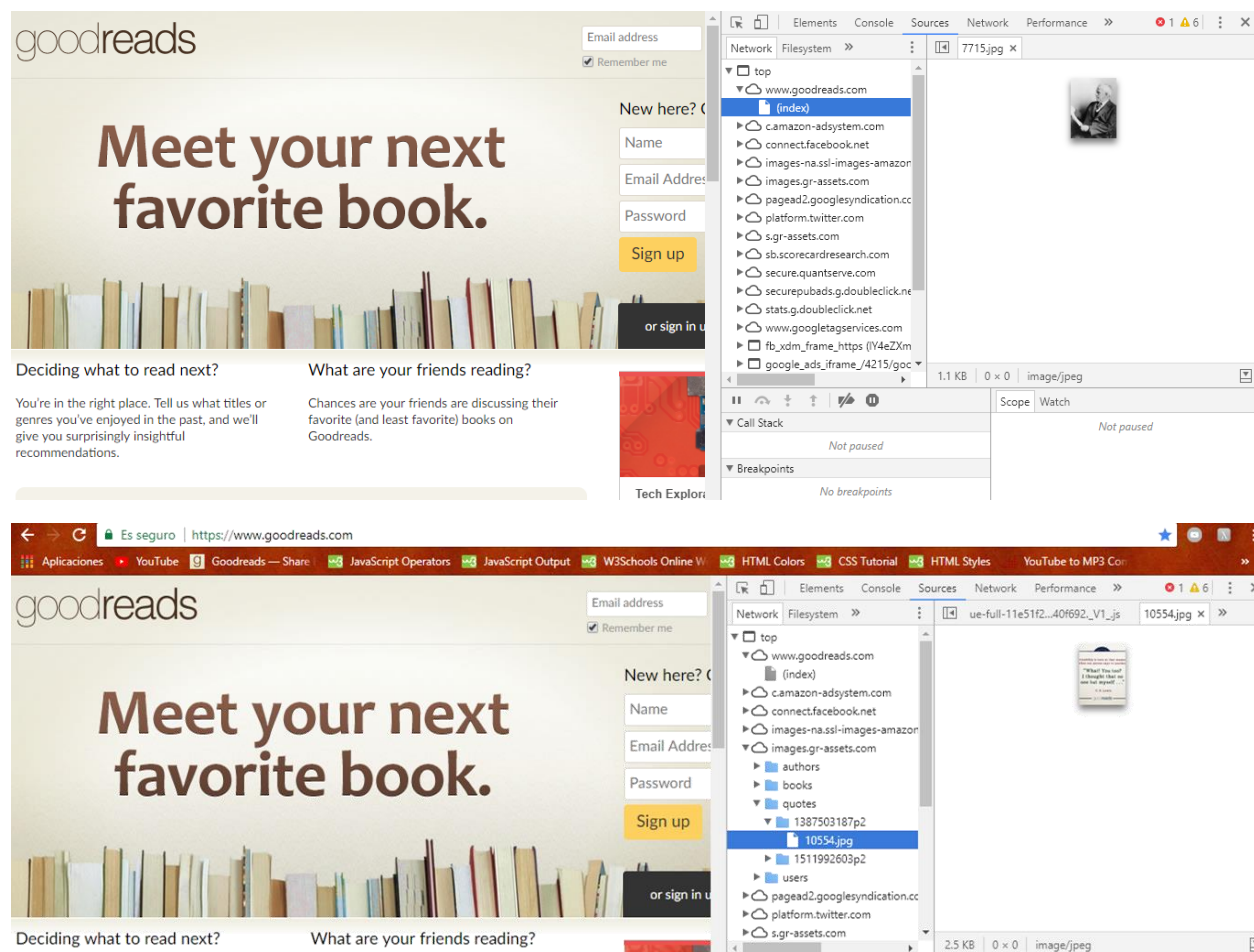 goodreads
Email address
Remember me
Meet your next
favorite book.
New here? C
Name
Email Addres
Password
Sign up
or sign in u
Deciding what to read next?
You're in the right place. Tell us what titles or
genres you've enjoyed in the past, and we'll
give you surprisingly insightful
recommendations.
What are your friends reading?
Chances are your friends are discussing their
favorite (and least favorite) books on
Goodreads.
Tech Explora
Elements Console Sources Network Performance » 1 6
Network Filesystem » 7715.jpg ×
top
www.goodreads.com
(index)
c.amazon-adsystem.com
connect.facebook.net
images-na.ssl-images-amazon
images.gr-assets.com
pagead2.googlesyndication.cc
platform.twitter.com
s.gr-assets.com
sb.scorecardresearch.com
secure.quantserve.com
securepubads.g.doubleclick.ne
stats.g.doubleclick.net
www.googletagservices.com
fb_xdm_frame_https (lY4eZXm
google_ads_iframe_/4215/goc
1.1 KB 0 × 0 image/jpeg
Call Stack
Not paused
Breakpoints
No breakpoints
Scope Watch
Not paused
Es seguro https://www.goodreads.com
Aplicaciones YouTube Goodreads — Share JavaScript Operators JavaScript Output W3Schools Online W HTML Colors CSS Tutorial HTML Styles YouTube to MP3 Con »
goodreads
Email address
Remember me
Meet your next
favorite book.
New here? C
Name
Email Addres
Password
Sign up
or sign in u
Deciding what to read next?
What are your friends reading?
Elements Console Sources Network Performance » 1 6
Network Filesystem » ue-full-11e51f2...40f692._V1_.js 10554.jpg × »
top
www.goodreads.com
(index)
c.amazon-adsystem.com
connect.facebook.net
images-na.ssl-images-amazon
images.gr-assets.com
authors
books
quotes
1387503187p2
10554.jpg
1511992603p2
users
pagead2.googlesyndication.cc
platform.twitter.com
s.gr-assets.com
"What! You too?
I thought that no
one but myself . . ."
2.5 KB 0 × 0 image/jpeg